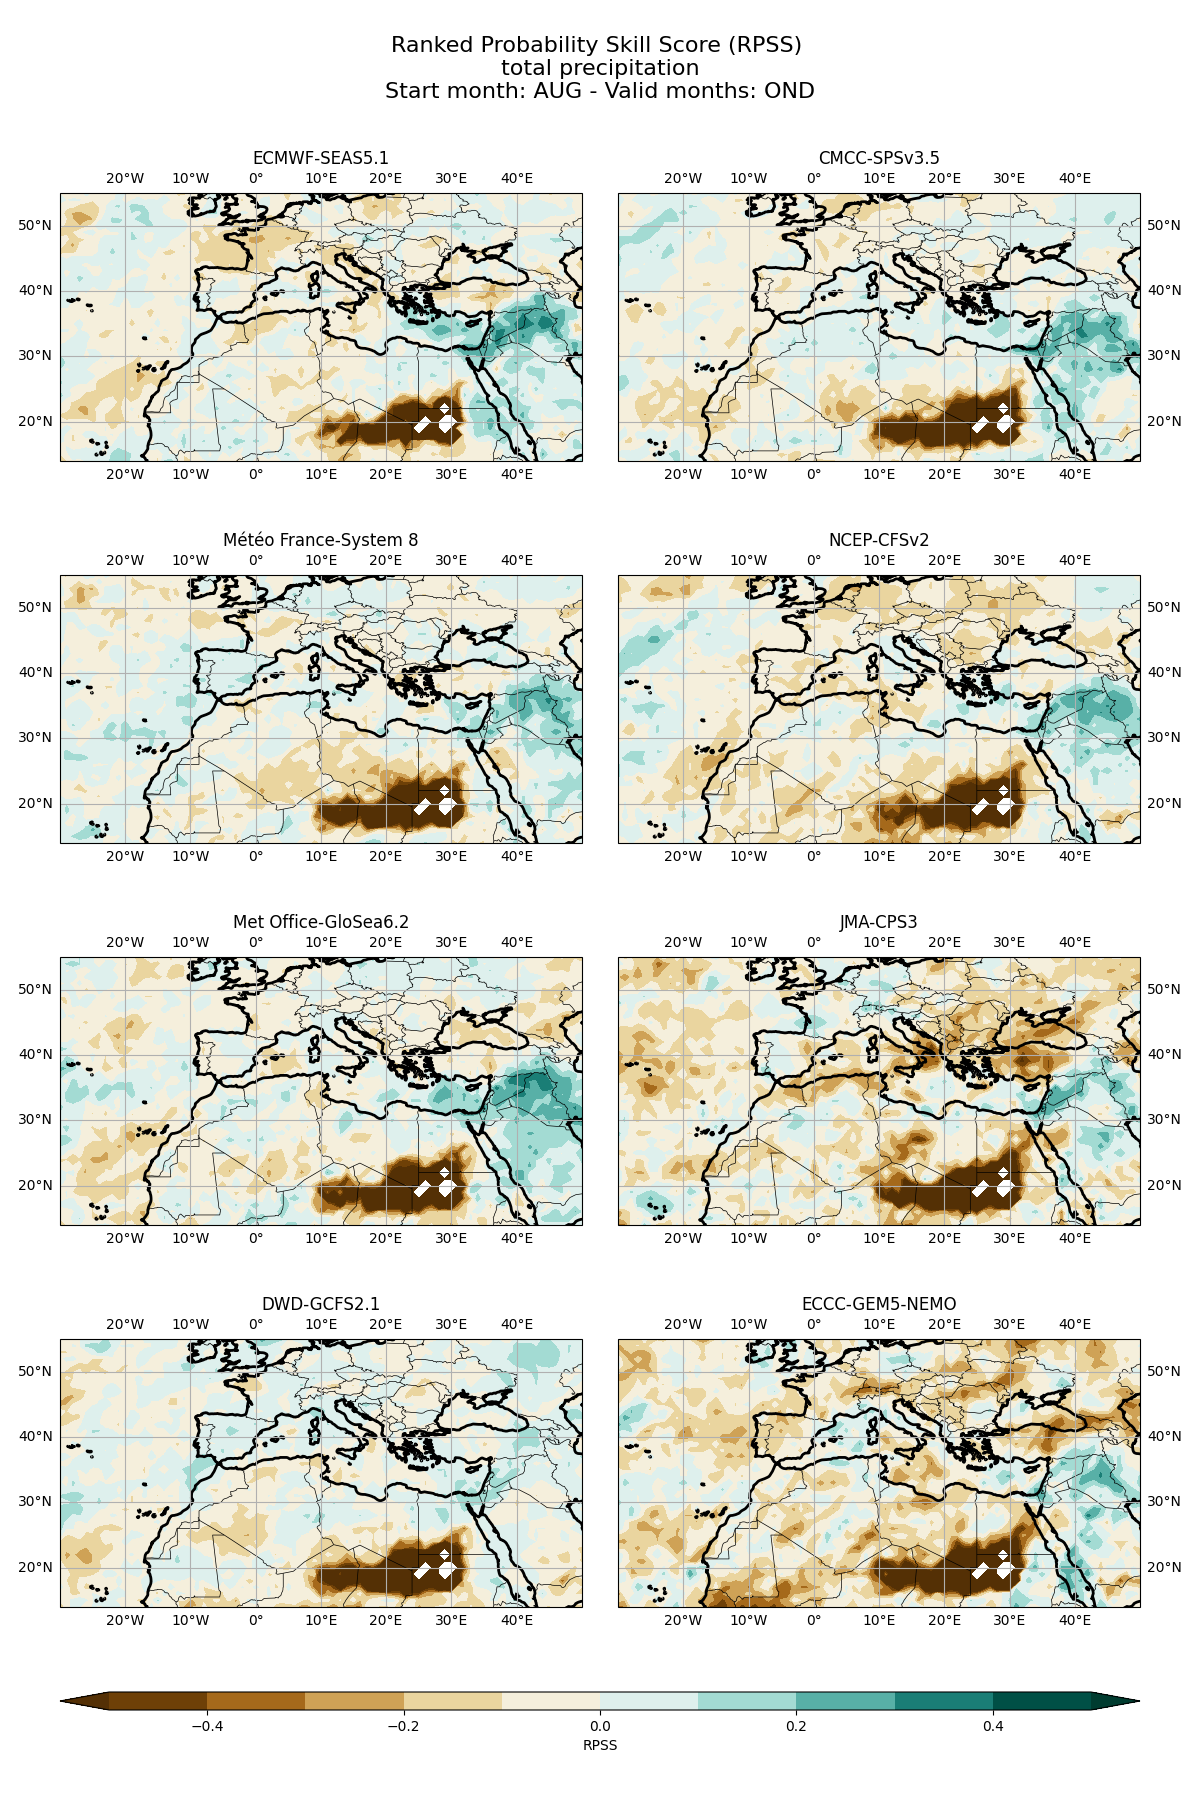 Ranked Probability Skill Score (RPSS)
total precipitation
Start month: AUG - Valid months: OND
ECMWF-SEAS5.1 CMCC-SPSv3.5
20°W 10°W 0° 10°E 20°E 30°E 40°E 20°W 10°W 0° 10°E 20°E 30°E 40°E
50°N 50°N
40°N 40°N
30°N 30°N
20°N 20°N
20°W 10°W 0° 10°E 20°E 30°E 40°E 20°W 10°W 0° 10°E 20°E 30°E 40°E
Météo France-System 8 NCEP-CFSv2
20°W 10°W 0° 10°E 20°E 30°E 40°E 20°W 10°W 0° 10°E 20°E 30°E 40°E
50°N 50°N
40°N 40°N
30°N 30°N
20°N 20°N
20°W 10°W 0° 10°E 20°E 30°E 40°E 20°W 10°W 0° 10°E 20°E 30°E 40°E
Met Office-GloSea6.2 JMA-CPS3
20°W 10°W 0° 10°E 20°E 30°E 40°E 20°W 10°W 0° 10°E 20°E 30°E 40°E
50°N 50°N
40°N 40°N
30°N 30°N
20°N 20°N
20°W 10°W 0° 10°E 20°E 30°E 40°E 20°W 10°W 0° 10°E 20°E 30°E 40°E
DWD-GCFS2.1 ECCC-GEM5-NEMO
20°W 10°W 0° 10°E 20°E 30°E 40°E 20°W 10°W 0° 10°E 20°E 30°E 40°E
50°N 50°N
40°N 40°N
30°N 30°N
20°N 20°N
20°W 10°W 0° 10°E 20°E 30°E 40°E 20°W 10°W 0° 10°E 20°E 30°E 40°E
−0.4 −0.2 0.0 0.2 0.4
RPSS